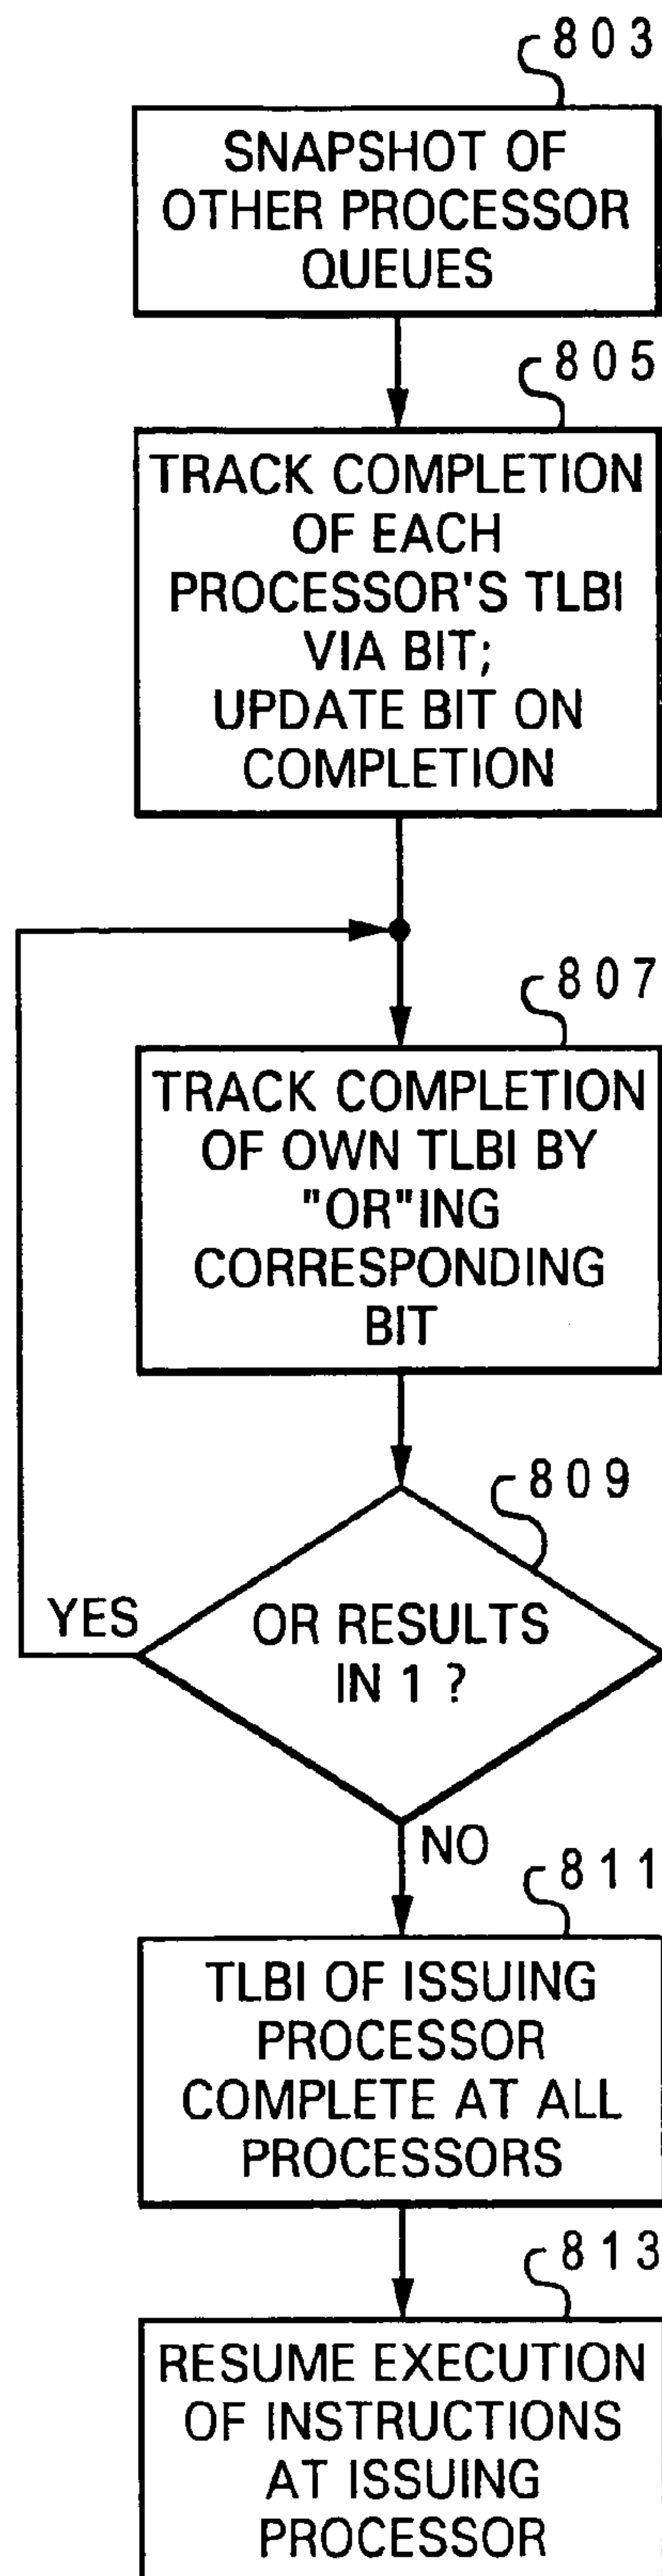 803
SNAPSHOT OF
OTHER PROCESSOR
QUEUES
805
TRACK COMPLETION
OF EACH
PROCESSOR'S TLBI
VIA BIT;
UPDATE BIT ON
COMPLETION
807
TRACK COMPLETION
OF OWN TLBI BY
"OR"ING
CORRESPONDING
BIT
809
YES
OR RESULTS
IN 1 ?
NO
811
TLBI OF ISSUING
PROCESSOR
COMPLETE AT ALL
PROCESSORS
813
RESUME EXECUTION
OF INSTRUCTIONS
AT ISSUING
PROCESSOR